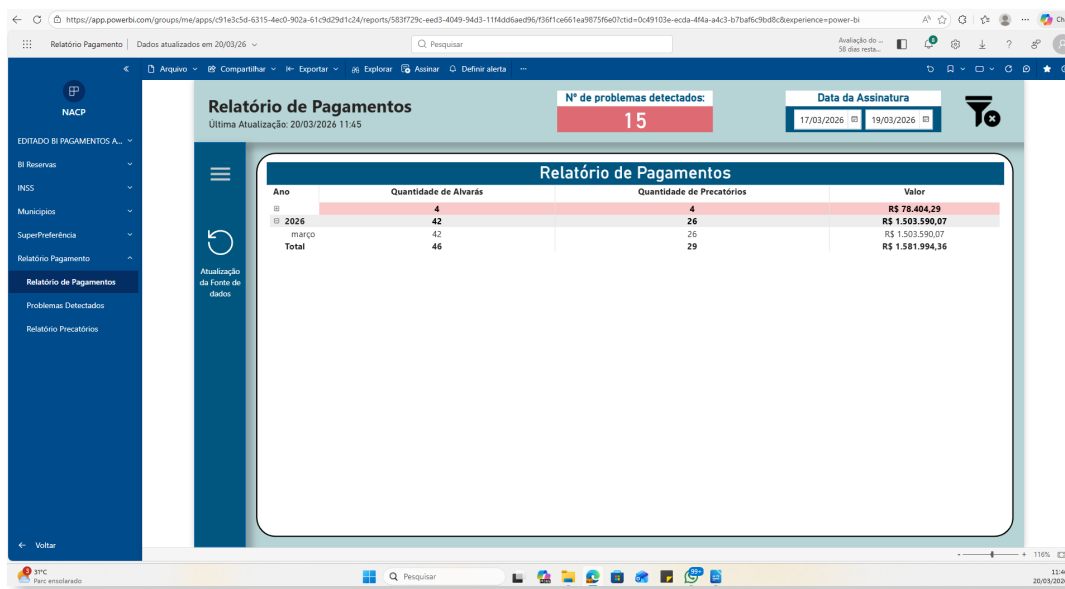 https://app.powerbi.com/groups/me/apps/c91e3c5d-6315-4ec0-902a-61c9d29d1c24/reports/583f729c-eed3-4049-94d3-11f4dd6aed96/f36f1ce661ea9875f6e0?ctid=0c49103e-ecda-4f4a-a4c3-b7baf6c9bd8c&experience=power-bi
Relatório Pagamento | Dados atualizados em 20/03/26
Pesquisar
Avaliação do ...
58 dias resta...
8
Arquivo
Compartilhar
Exportar
Explorar
Assinar
Definir alerta
NACP
EDITADO BI PAGAMENTOS A...
BI Reservas
INSS
Municipios
SuperPreferência
Relatório Pagamento
Relatório de Pagamentos
Problemas Detectados
Relatório Precatórios
Voltar
Relatório de Pagamentos
Última Atualização: 20/03/2026 11:45
Nº de problemas detectados:
15
Data da Assinatura
17/03/2026 19/03/2026
Atualização
da Fonte de
dados
Relatório de Pagamentos
Ano Quantidade de Alvarás Quantidade de Precatórios Valor
4 4 R$ 78.404,29
2026 42 26 R$ 1.503.590,07
março 42 26 R$ 1.503.590,07
Total 46 29 R$ 1.581.994,36
116%
3
31°C
Parc ensolarado
Pesquisar
99+